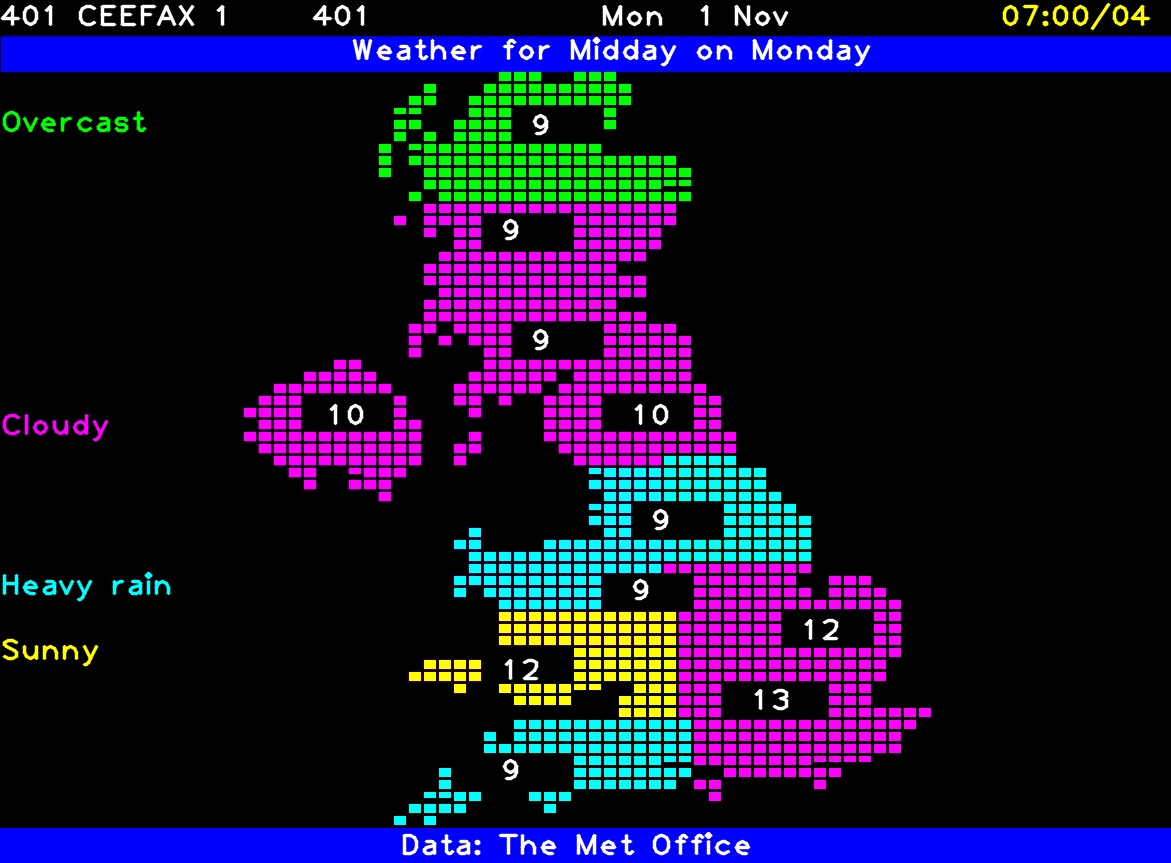 401 CEEFAX 1 401 Mon 1 Nov 07:00/04
Weather for Midday on Monday
Overcast
9
9
9
10
10
Cloudy
9
Heavy rain
9
12
Sunny
12
13
9
Data: The Met Office